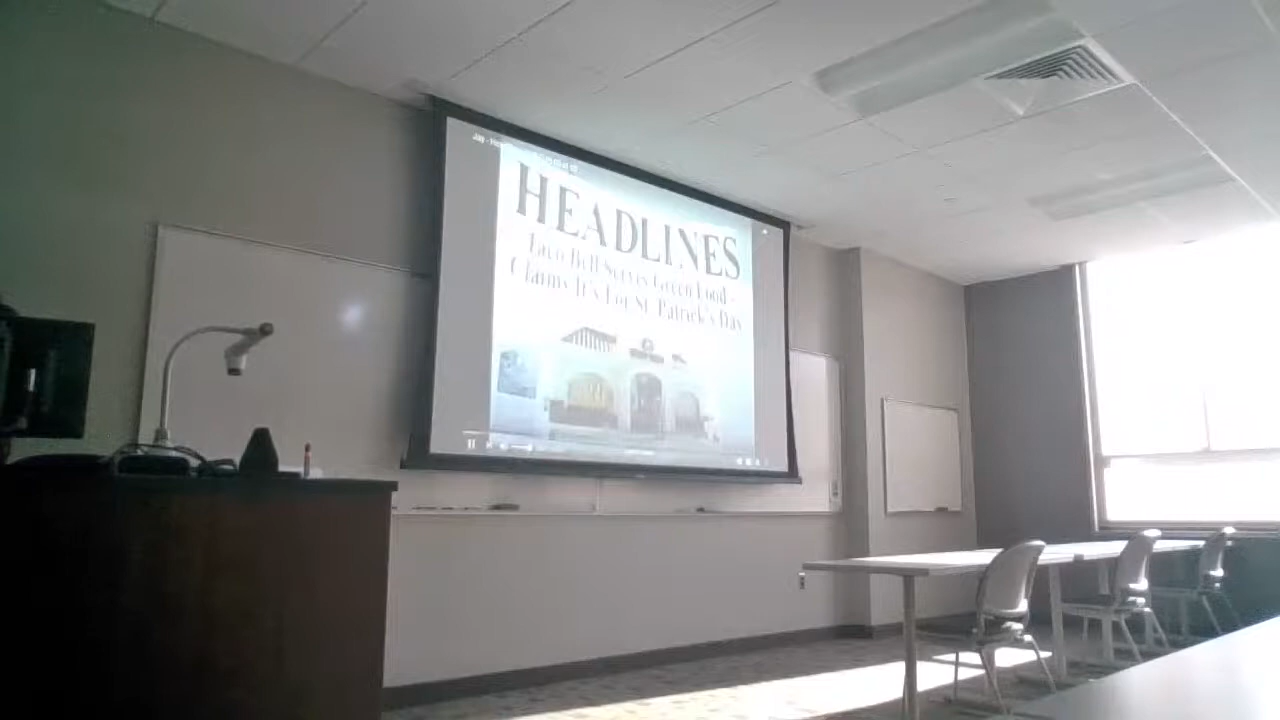 HEADLINES
Taco Bell Serves Green Food -
Claims It's For St. Patrick's Day